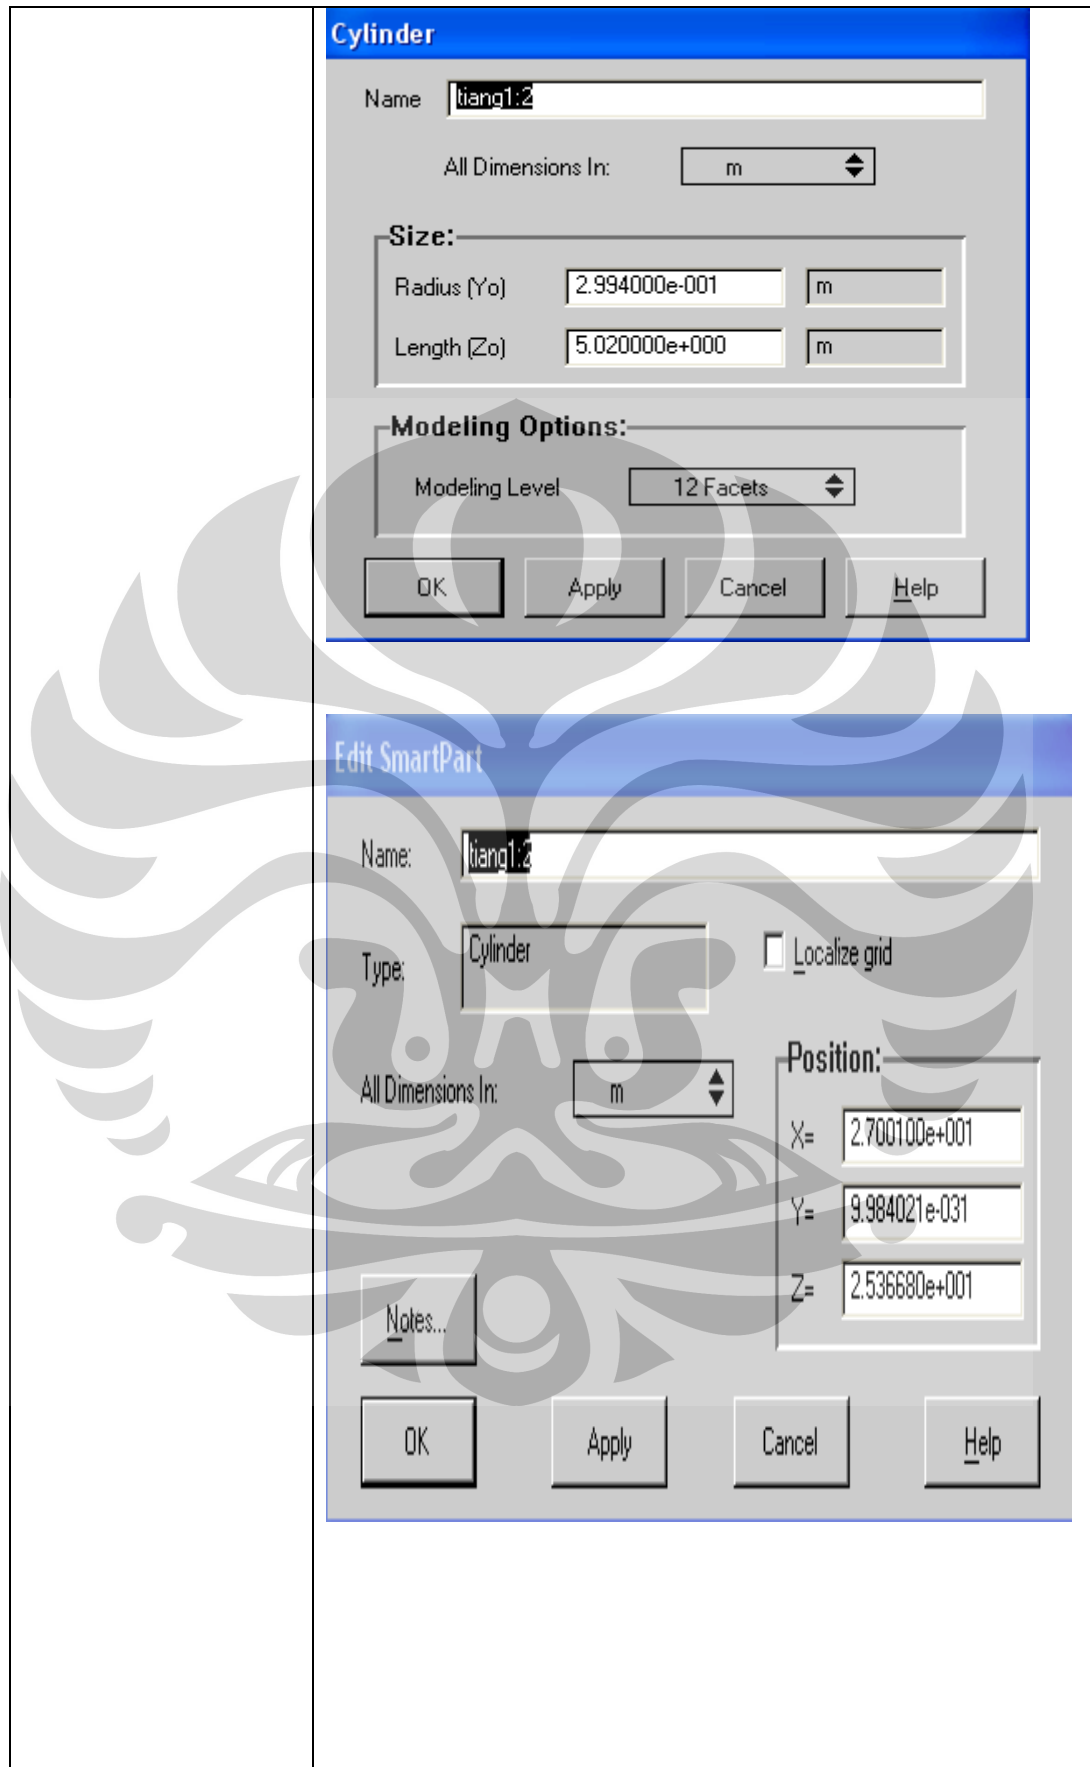 Cylinder
Name tiang1:2
All Dimensions In: m
Size:
Radius (Yo) 2.994000e-001 m
Length (Zo) 5.020000e+000 m
Modeling Options:
Modeling Level 12 Facets
OK Apply Cancel Help
Edit SmartPart
Name: tiang1:2
Type: Cylinder Localize grid
All Dimensions In: m
Position:
X= 2.700100e+001
Y= 9.984021e-031
Z= 2.536680e+001
Notes...
OK Apply Cancel Help